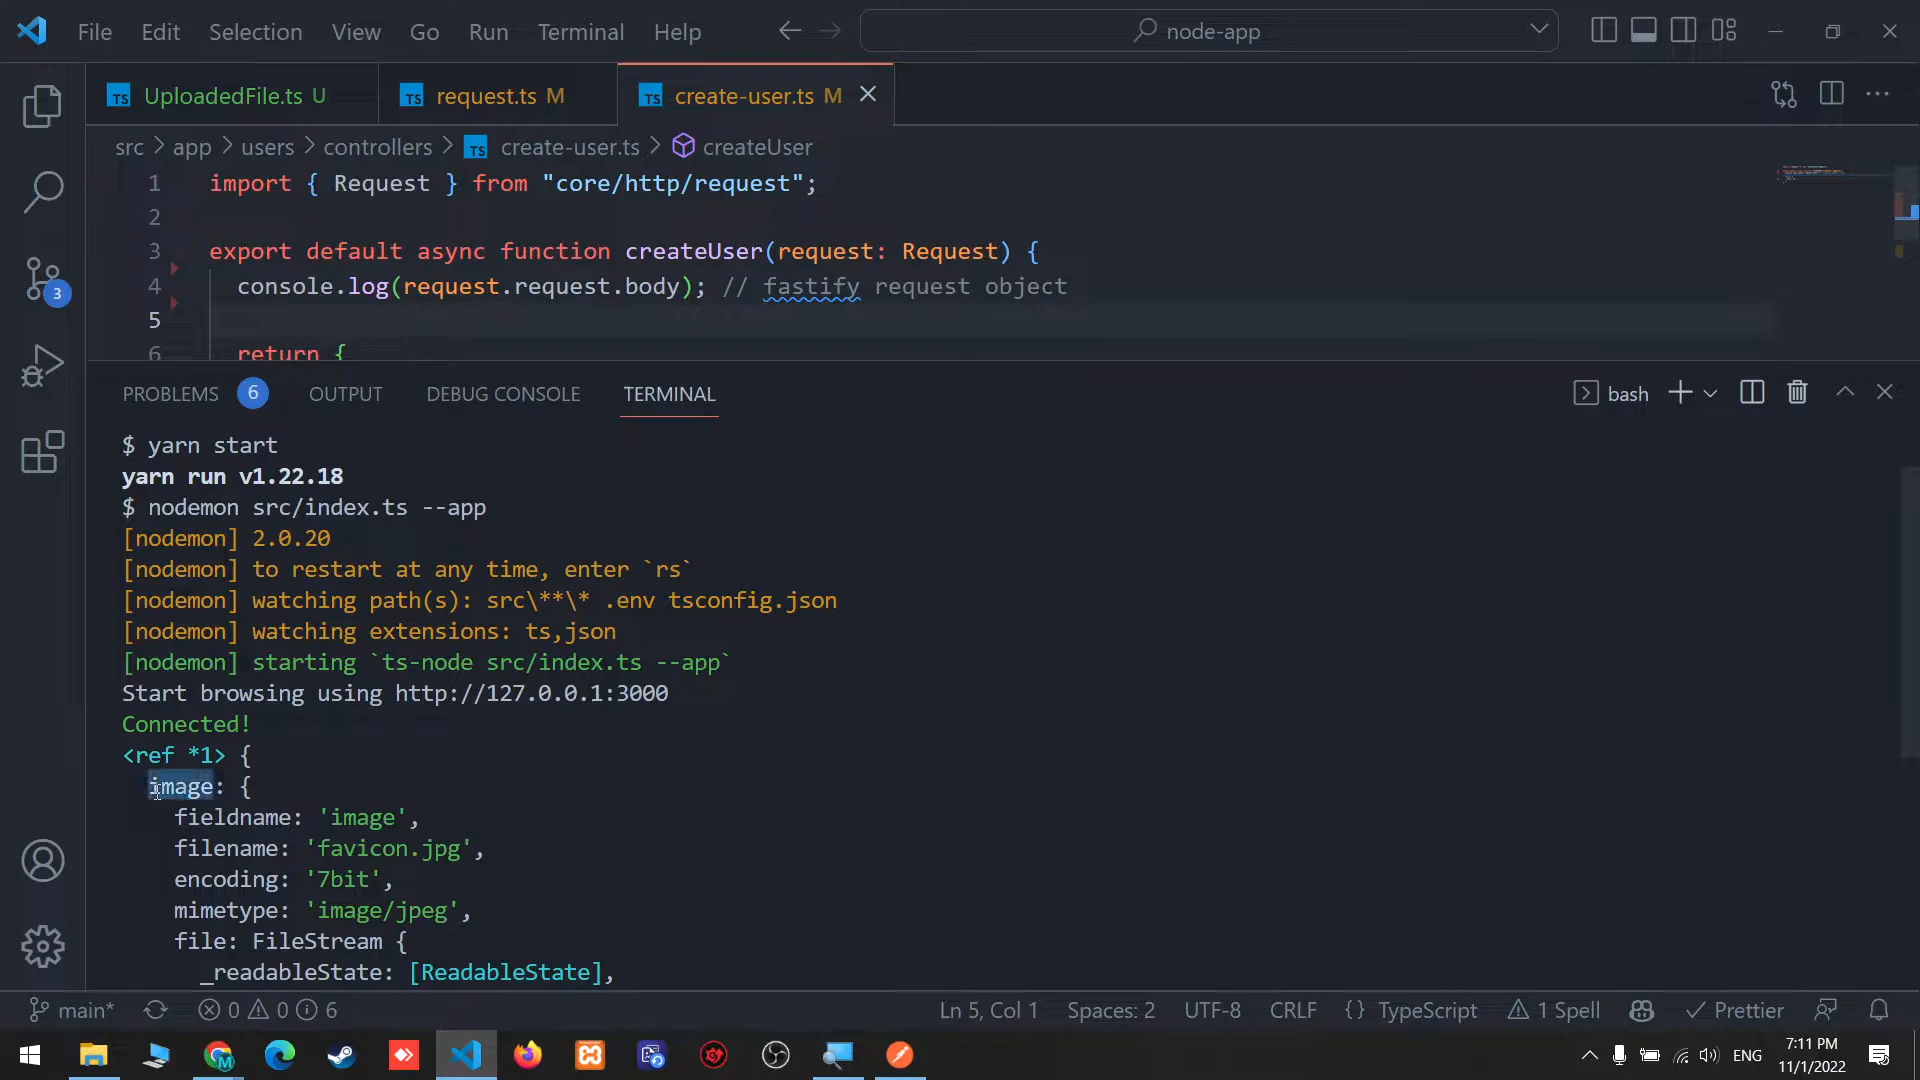 File Edit Selection View Go Run Terminal Help
node-app
TS UploadedFile.ts U
TS request.ts M
TS create-user.ts M
src > app > users > controllers > TS create-user.ts > createUser
1 import { Request } from "core/http/request";
2
3 export default async function createUser(request: Request) {
4 console.log(request.request.body); // fastify request object
5
6 return {
PROBLEMS 6 OUTPUT DEBUG CONSOLE TERMINAL
bash
$ yarn start
yarn run v1.22.18
$ nodemon src/index.ts --app
[nodemon] 2.0.20
[nodemon] to restart at any time, enter `rs`
[nodemon] watching path(s): src\**\* .env tsconfig.json
[nodemon] watching extensions: ts,json
[nodemon] starting `ts-node src/index.ts --app`
Start browsing using http://127.0.0.1:3000
Connected!
<ref *1> {
image: {
fieldname: 'image',
filename: 'favicon.jpg',
encoding: '7bit',
mimetype: 'image/jpeg',
file: FileStream {
_readableState: [ReadableState],
3
main* 0 0 6
Ln 5, Col 1 Spaces: 2 UTF-8 CRLF {} TypeScript 1 Spell Prettier
ENG
7:11 PM
11/1/2022